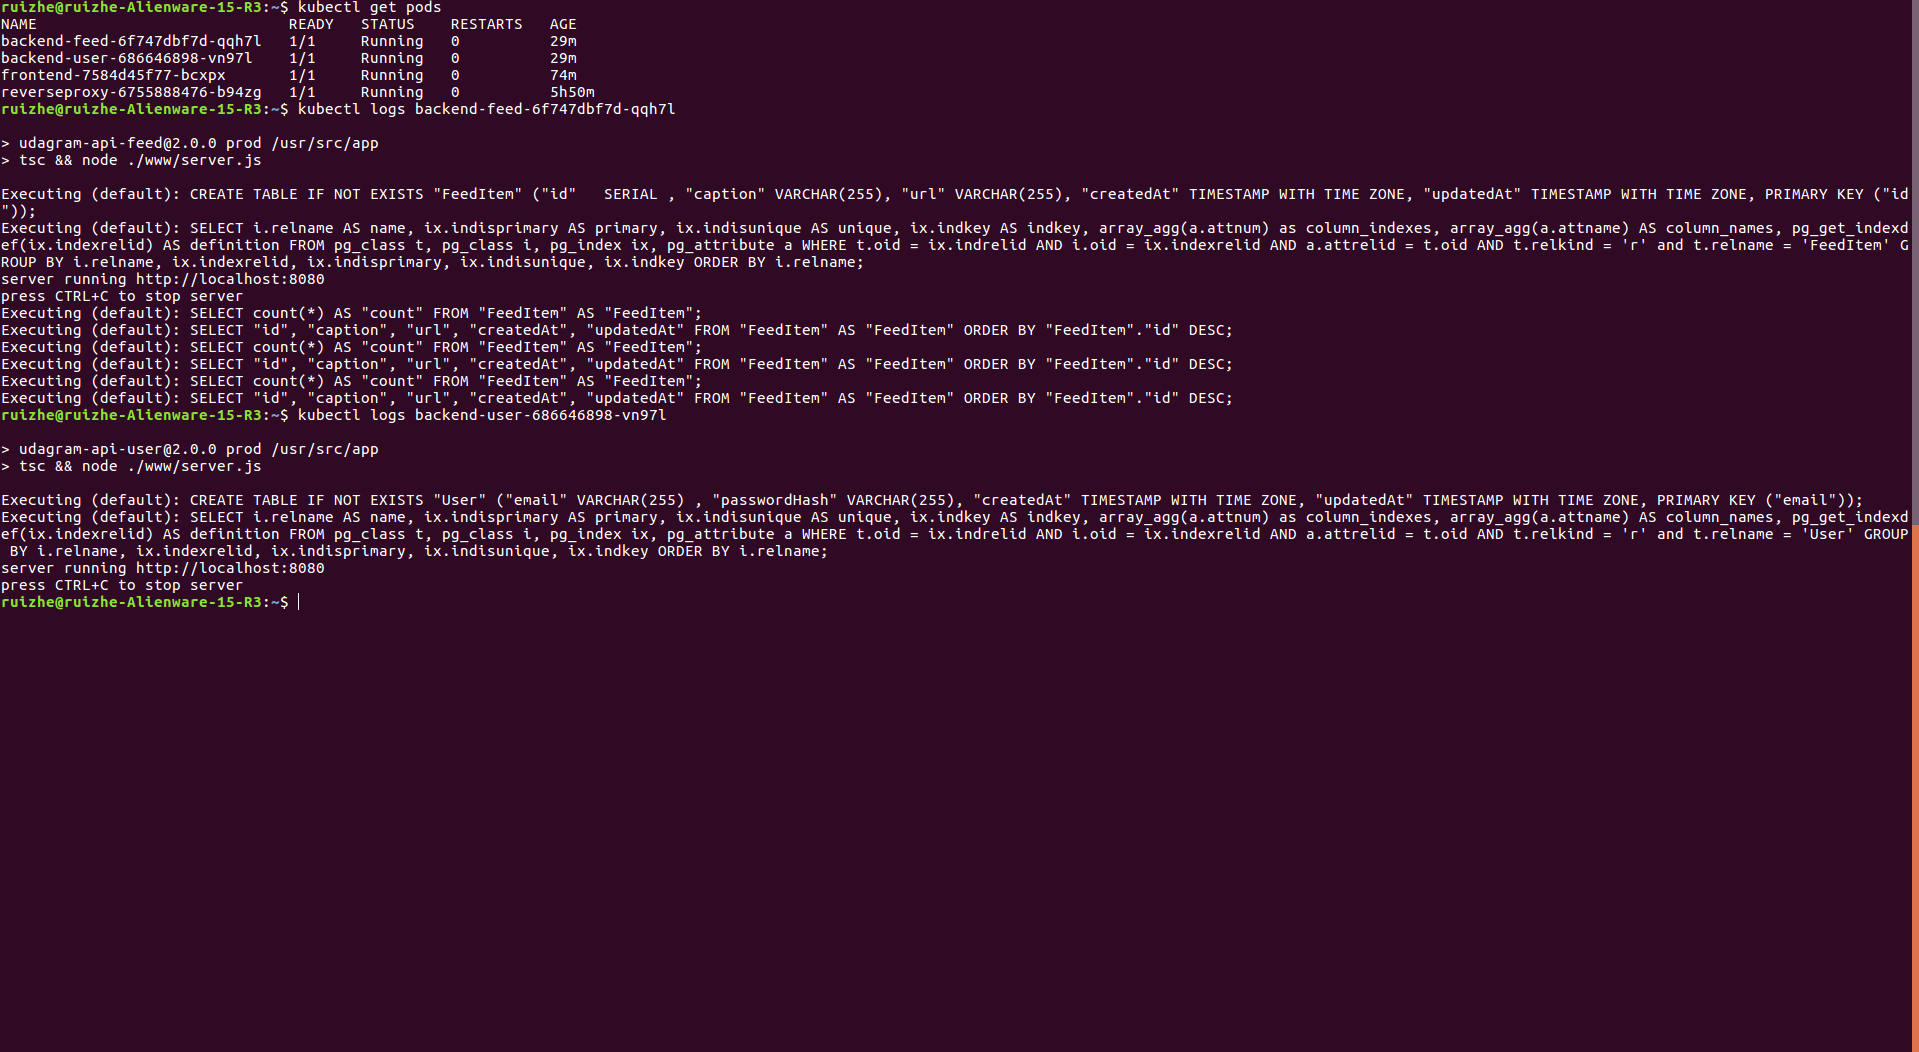 ruizhe@ruizhe-Alienware-15-R3:~$ kubectl get pods
NAME                            READY   STATUS    RESTARTS   AGE
backend-feed-6f747dbf7d-qqh7l   1/1     Running   0          29m
backend-user-686646898-vn97l    1/1     Running   0          29m
frontend-7584d45f77-bcxpx       1/1     Running   0          74m
reverseproxy-6755888476-b94zg   1/1     Running   0          5h50m
ruizhe@ruizhe-Alienware-15-R3:~$ kubectl logs backend-feed-6f747dbf7d-qqh7l

> udagram-api-feed@2.0.0 prod /usr/src/app
> tsc && node ./www/server.js

Executing (default): CREATE TABLE IF NOT EXISTS "FeedItem" ("id"   SERIAL , "caption" VARCHAR(255), "url" VARCHAR(255), "createdAt" TIMESTAMP WITH TIME ZONE, "updatedAt" TIMESTAMP WITH TIME ZONE, PRIMARY KEY ("id
"));
Executing (default): SELECT i.relname AS name, ix.indisprimary AS primary, ix.indisunique AS unique, ix.indkey AS indkey, array_agg(a.attnum) as column_indexes, array_agg(a.attname) AS column_names, pg_get_indexd
ef(ix.indexrelid) AS definition FROM pg_class t, pg_class i, pg_index ix, pg_attribute a WHERE t.oid = ix.indrelid AND i.oid = ix.indexrelid AND a.attrelid = t.oid AND t.relkind = 'r' and t.relname = 'FeedItem' G
ROUP BY i.relname, ix.indexrelid, ix.indisprimary, ix.indisunique, ix.indkey ORDER BY i.relname;
server running http://localhost:8080
press CTRL+C to stop server
Executing (default): SELECT count(*) AS "count" FROM "FeedItem" AS "FeedItem";
Executing (default): SELECT "id", "caption", "url", "createdAt", "updatedAt" FROM "FeedItem" AS "FeedItem" ORDER BY "FeedItem"."id" DESC;
Executing (default): SELECT count(*) AS "count" FROM "FeedItem" AS "FeedItem";
Executing (default): SELECT "id", "caption", "url", "createdAt", "updatedAt" FROM "FeedItem" AS "FeedItem" ORDER BY "FeedItem"."id" DESC;
Executing (default): SELECT count(*) AS "count" FROM "FeedItem" AS "FeedItem";
Executing (default): SELECT "id", "caption", "url", "createdAt", "updatedAt" FROM "FeedItem" AS "FeedItem" ORDER BY "FeedItem"."id" DESC;
ruizhe@ruizhe-Alienware-15-R3:~$ kubectl logs backend-user-686646898-vn97l

> udagram-api-user@2.0.0 prod /usr/src/app
> tsc && node ./www/server.js

Executing (default): CREATE TABLE IF NOT EXISTS "User" ("email" VARCHAR(255) , "passwordHash" VARCHAR(255), "createdAt" TIMESTAMP WITH TIME ZONE, "updatedAt" TIMESTAMP WITH TIME ZONE, PRIMARY KEY ("email"));
Executing (default): SELECT i.relname AS name, ix.indisprimary AS primary, ix.indisunique AS unique, ix.indkey AS indkey, array_agg(a.attnum) as column_indexes, array_agg(a.attname) AS column_names, pg_get_indexd
ef(ix.indexrelid) AS definition FROM pg_class t, pg_class i, pg_index ix, pg_attribute a WHERE t.oid = ix.indrelid AND i.oid = ix.indexrelid AND a.attrelid = t.oid AND t.relkind = 'r' and t.relname = 'User' GROUP
 BY i.relname, ix.indexrelid, ix.indisprimary, ix.indisunique, ix.indkey ORDER BY i.relname;
server running http://localhost:8080
press CTRL+C to stop server
ruizhe@ruizhe-Alienware-15-R3:~$